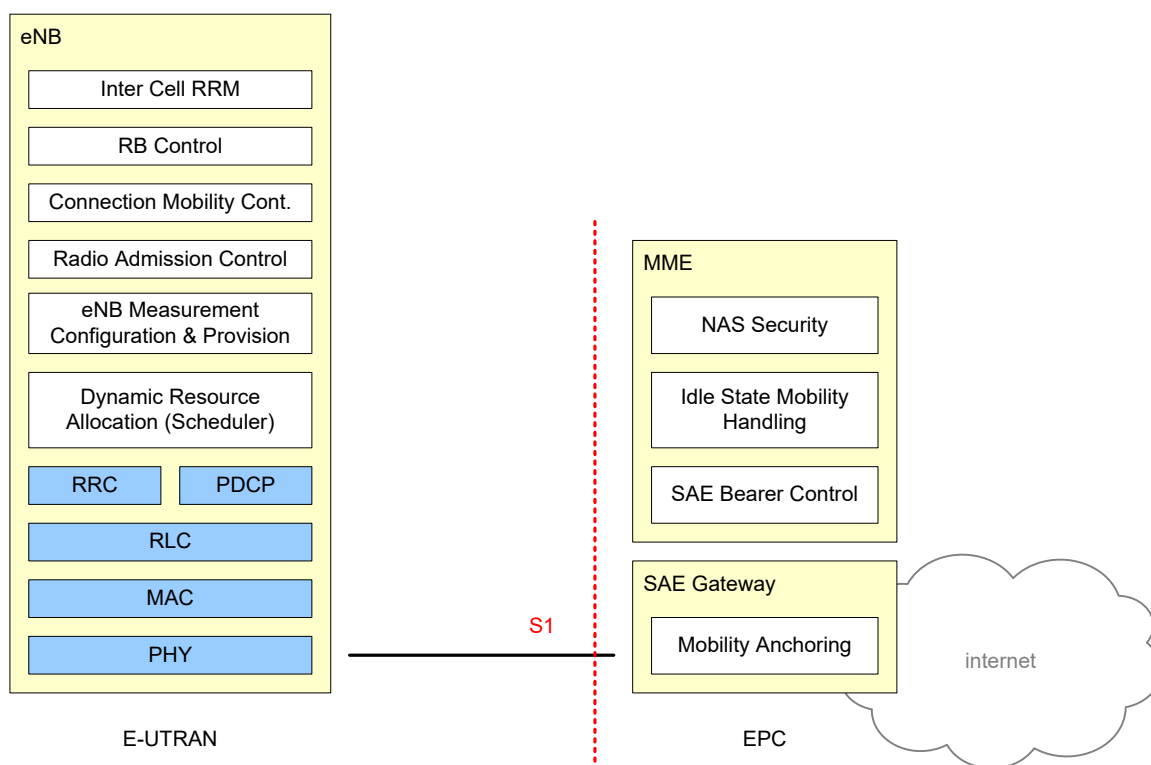 eNB
Inter Cell RRM
RB Control
Connection Mobility Cont.
Radio Admission Control
eNB Measurement
Configuration & Provision
Dynamic Resource
Allocation (Scheduler)
RRC
PDCP
RLC
MAC
PHY
S1
MME
NAS Security
Idle State Mobility
Handling
SAE Bearer Control
SAE Gateway
Mobility Anchoring
internet
E-UTRAN
EPC